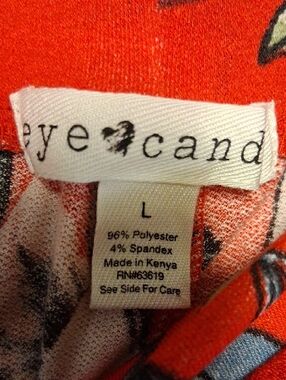 eye cand
L
96% Polyester
4% Spandex
Made in Kenya
RN#63619
See Side For Care